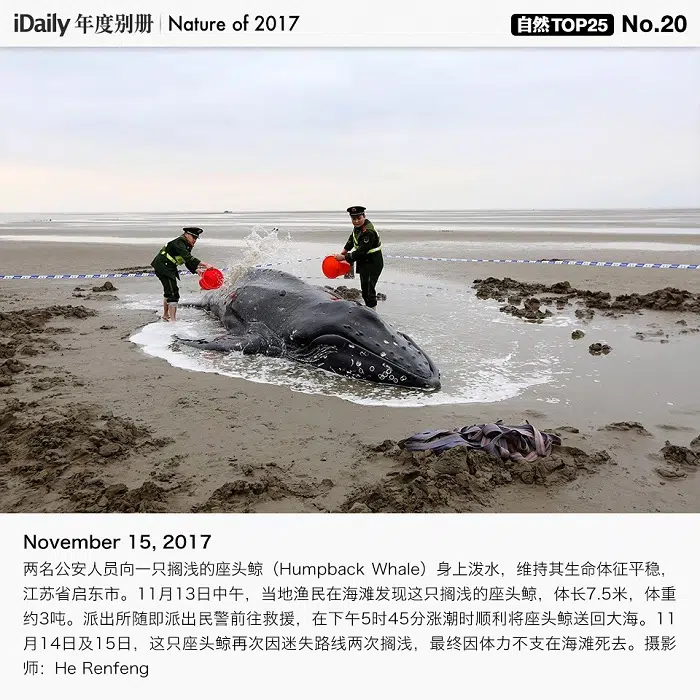 iDaily 年度别册 | Nature of 2017
自然TOP25 No.20
November 15, 2017
两名公安人员向一只搁浅的座头鲸（Humpback Whale）身上泼水，维持其生命体征平稳，
江苏省启东市。11月13日中午，当地渔民在海滩发现这只搁浅的座头鲸，体长7.5米，体重
约3吨。派出所随即派出民警前往救援，在下午5时45分涨潮时顺利将座头鲸送回大海。11
月14日及15日，这只座头鲸再次因迷失路线两次搁浅，最终因体力不支在海滩死去。摄影
师：He Renfeng